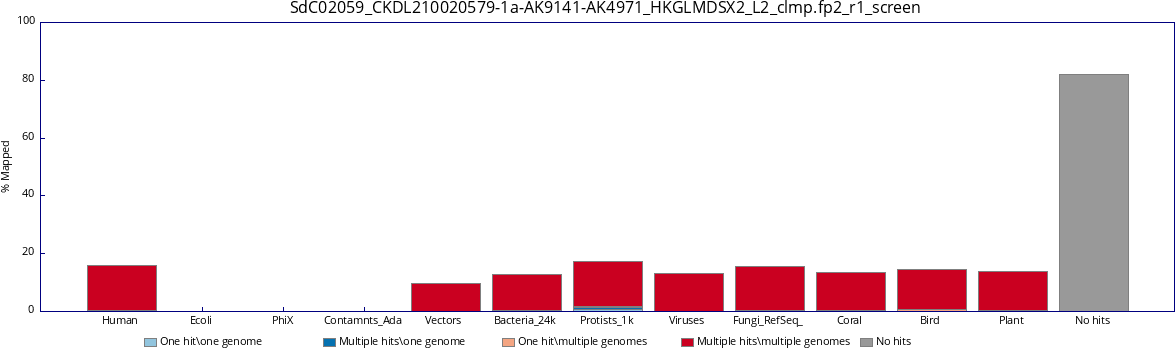 SdC02059_CKDL210020579-1a-AK9141-AK4971_HKGLMDSX2_L2_clmp.fp2_r1_screen
100
80
60
40
20
0
% Mapped
Human Ecoli PhiX Contamnts_Ada Vectors Bacteria_24k Protists_1k Viruses Fungi_RefSeq_ Coral Bird Plant No hits
One hit\one genome Multiple hits\one genome One hit\multiple genomes Multiple hits\multiple genomes No hits